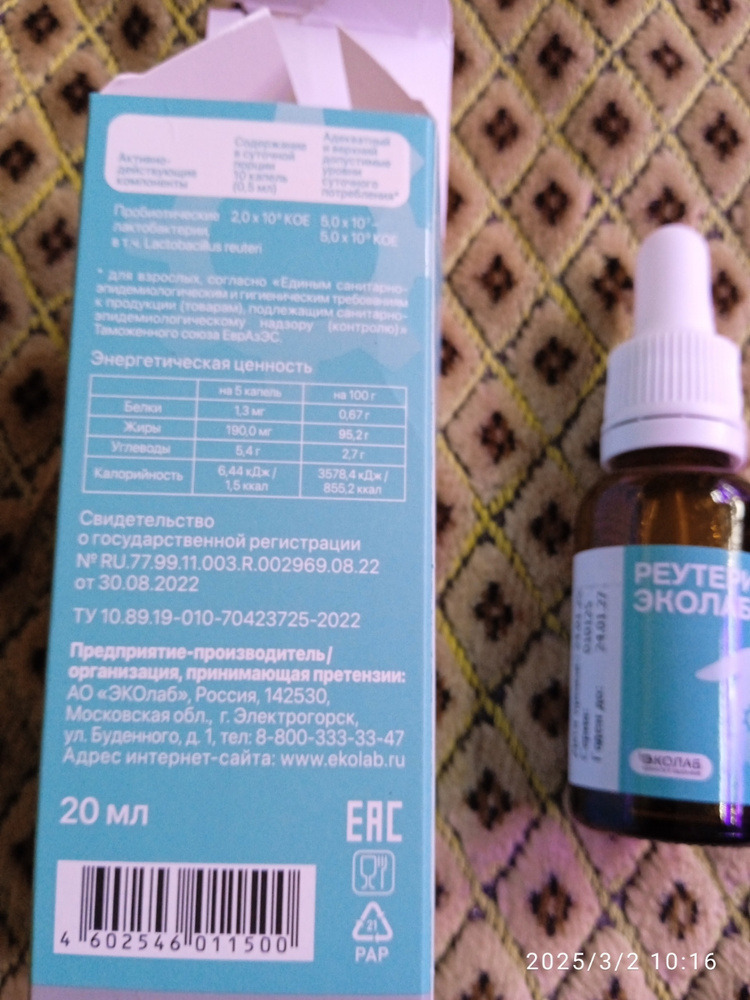 Активно-
действующие
компоненты
Содержание
в суточной
порции
10 капель
(0,5 мл)
Адекватный
и верхний
допустимые
уровни
суточного
потребления*
Пробиотические
лактобактерии
в т.ч. Lactobacillus reuteri
2,0 х 10⁸ КОЕ
5,0 х 10⁷ -
5,0 х 10⁹ КОЕ
* для взрослых, согласно «Единым санитарно-
эпидемиологическим и гигиеническим требованиям
к продукции (товарам), подлежащим санитарно-
эпидемиологическому надзору (контролю)»
Таможенного союза ЕврАзЭС.
Энергетическая ценность
на 5 капель на 100 г
Белки 1,3 мг 0,67 г
Жиры 190,0 мг 95,2 г
Углеводы 5,4 г 2,7 г
Калорийность 6,44 кДж / 3578,4 кДж /
1,5 ккал 855,2 ккал
Свидетельство
о государственной регистрации
№ RU.77.99.11.003.R.002969.08.22
от 30.08.2022
ТУ 10.89.19-010-70423725-2022
Предприятие-производитель/
организация, принимающая претензии:
АО «ЭКОлаб», Россия, 142530,
Московская обл., г. Электрогорск,
ул. Буденного, д. 1, тел: 8-800-333-33-47
Адрес интернет-сайта: www.ekolab.ru
20 мл
EAC
21
PAP
4 602546 011500
РЕУТЕРИ
ЭКОЛАБ
010125
24.01.27
ЭКОЛАБ
2025/3/2 10:16